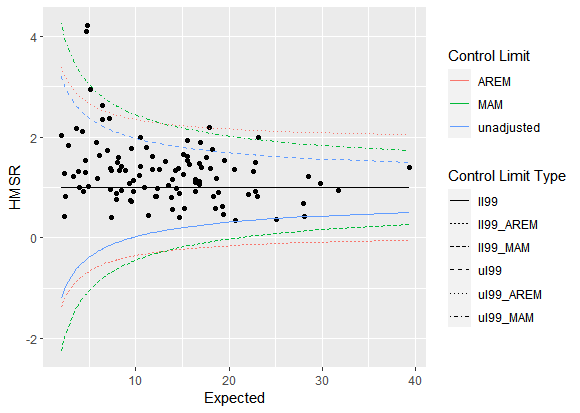 4
2
0
-2
10
20
30
40
HMSR
Expected
Control Limit
AREM
MAM
unadjusted
Control Limit Type
ll99
ll99_AREM
ll99_MAM
ul99
ul99_AREM
ul99_MAM